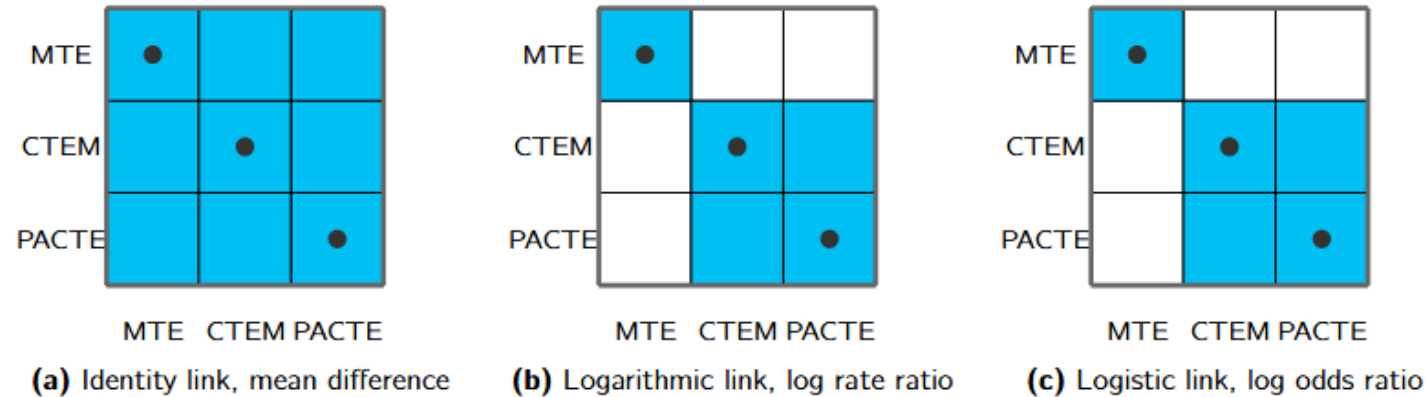 MTE MTE MTE
CTEM CTEM CTEM
PACTE PACTE PACTE
MTE CTEM PACTE MTE CTEM PACTE MTE CTEM PACTE
(a) Identity link, mean difference (b) Logarithmic link, log rate ratio (c) Logistic link, log odds ratio